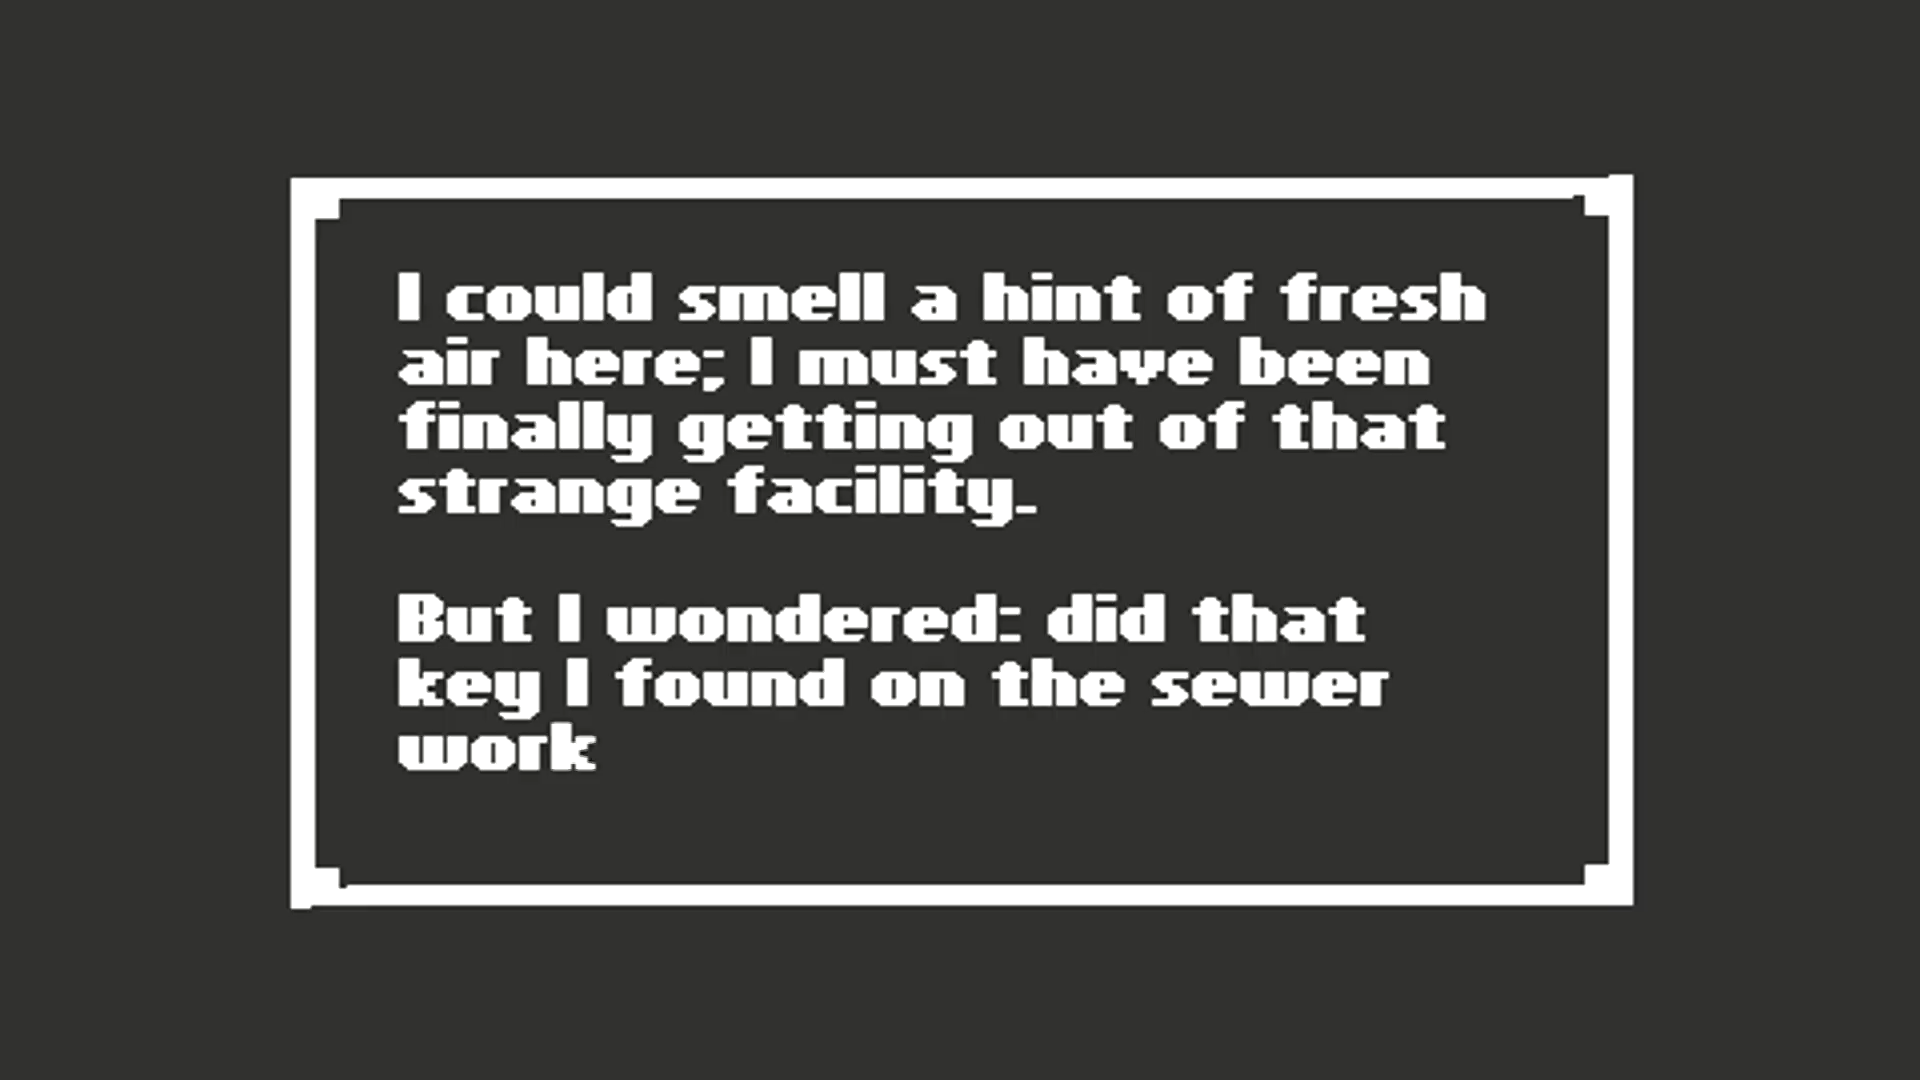 I could smell a hint of fresh
air here; I must have been
finally getting out of that
strange facility.
But I wondered: did that
key I found on the sewer
work